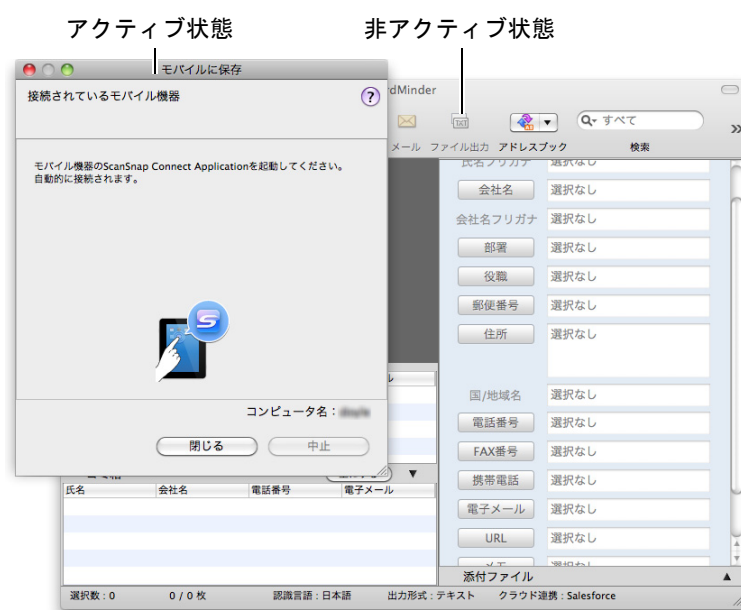 アクティブ状態
非アクティブ状態
モバイルに保存
接続されているモバイル機器
?
モバイル機器のScanSnap Connect Applicationを起動してください。
自動的に接続されます。
S
コンピュータ名:
閉じる
中止
dMinder
TXT
すべて
メール ファイル出力 アドレスブック 検索
氏名フリガナ 選択なし
会社名 選択なし
会社名フリガナ 選択なし
部署 選択なし
役職 選択なし
郵便番号 選択なし
住所 選択なし
国/地域名 選択なし
電話番号 選択なし
FAX番号 選択なし
携帯電話 選択なし
電子メール 選択なし
URL 選択なし
メモ 選択なし
添付ファイル
氏名 会社名 電話番号 電子メール
選択数:0 0 / 0 枚 認識言語:日本語 出力形式:テキスト クラウド連携:Salesforce